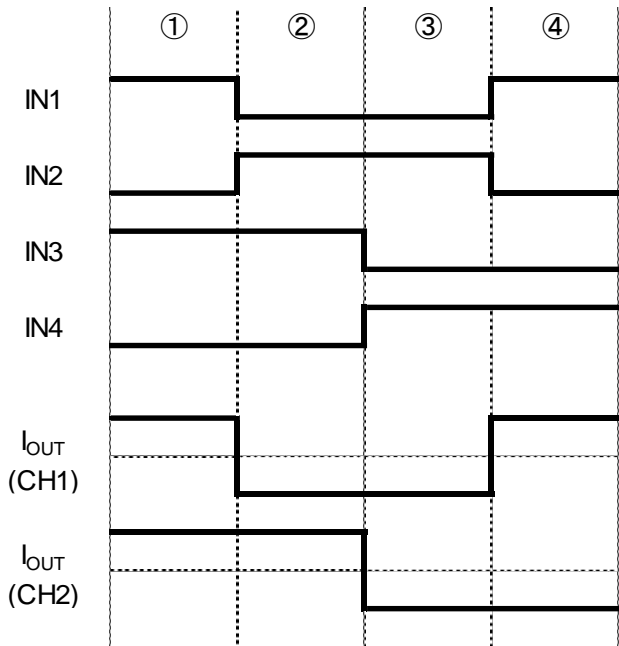 ① ② ③ ④
IN1
IN2
IN3
IN4
IOUT
(CH1)
IOUT
(CH2)